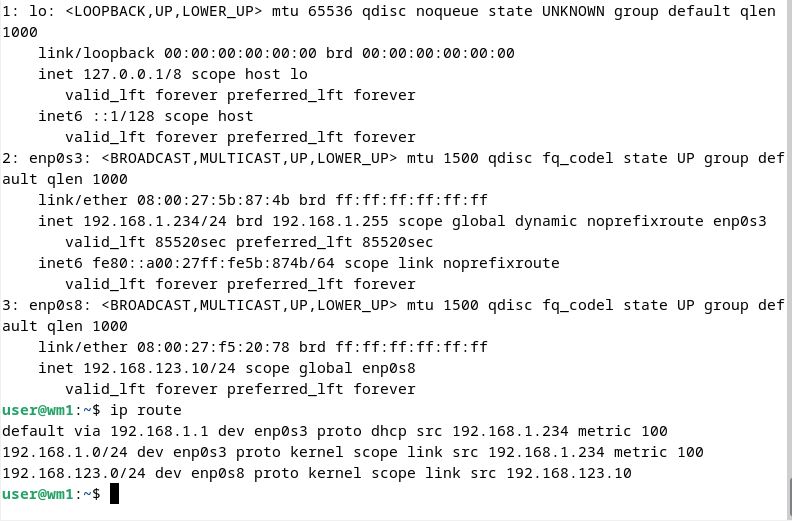 1: lo: <LOOPBACK,UP,LOWER_UP> mtu 65536 qdisc noqueue state UNKNOWN group default qlen
1000
    link/loopback 00:00:00:00:00:00 brd 00:00:00:00:00:00
    inet 127.0.0.1/8 scope host lo
       valid_lft forever preferred_lft forever
    inet6 ::1/128 scope host
       valid_lft forever preferred_lft forever
2: enp0s3: <BROADCAST,MULTICAST,UP,LOWER_UP> mtu 1500 qdisc fq_codel state UP group def
ault qlen 1000
    link/ether 08:00:27:5b:87:4b brd ff:ff:ff:ff:ff:ff
    inet 192.168.1.234/24 brd 192.168.1.255 scope global dynamic noprefixroute enp0s3
       valid_lft 85520sec preferred_lft 85520sec
    inet6 fe80::a00:27ff:fe5b:874b/64 scope link noprefixroute
       valid_lft forever preferred_lft forever
3: enp0s8: <BROADCAST,MULTICAST,UP,LOWER_UP> mtu 1500 qdisc fq_codel state UP group def
ault qlen 1000
    link/ether 08:00:27:f5:20:78 brd ff:ff:ff:ff:ff:ff
    inet 192.168.123.10/24 scope global enp0s8
       valid_lft forever preferred_lft forever
user@wm1:~$ ip route
default via 192.168.1.1 dev enp0s3 proto dhcp src 192.168.1.234 metric 100
192.168.1.0/24 dev enp0s3 proto kernel scope link src 192.168.1.234 metric 100
192.168.123.0/24 dev enp0s8 proto kernel scope link src 192.168.123.10
user@wm1:~$